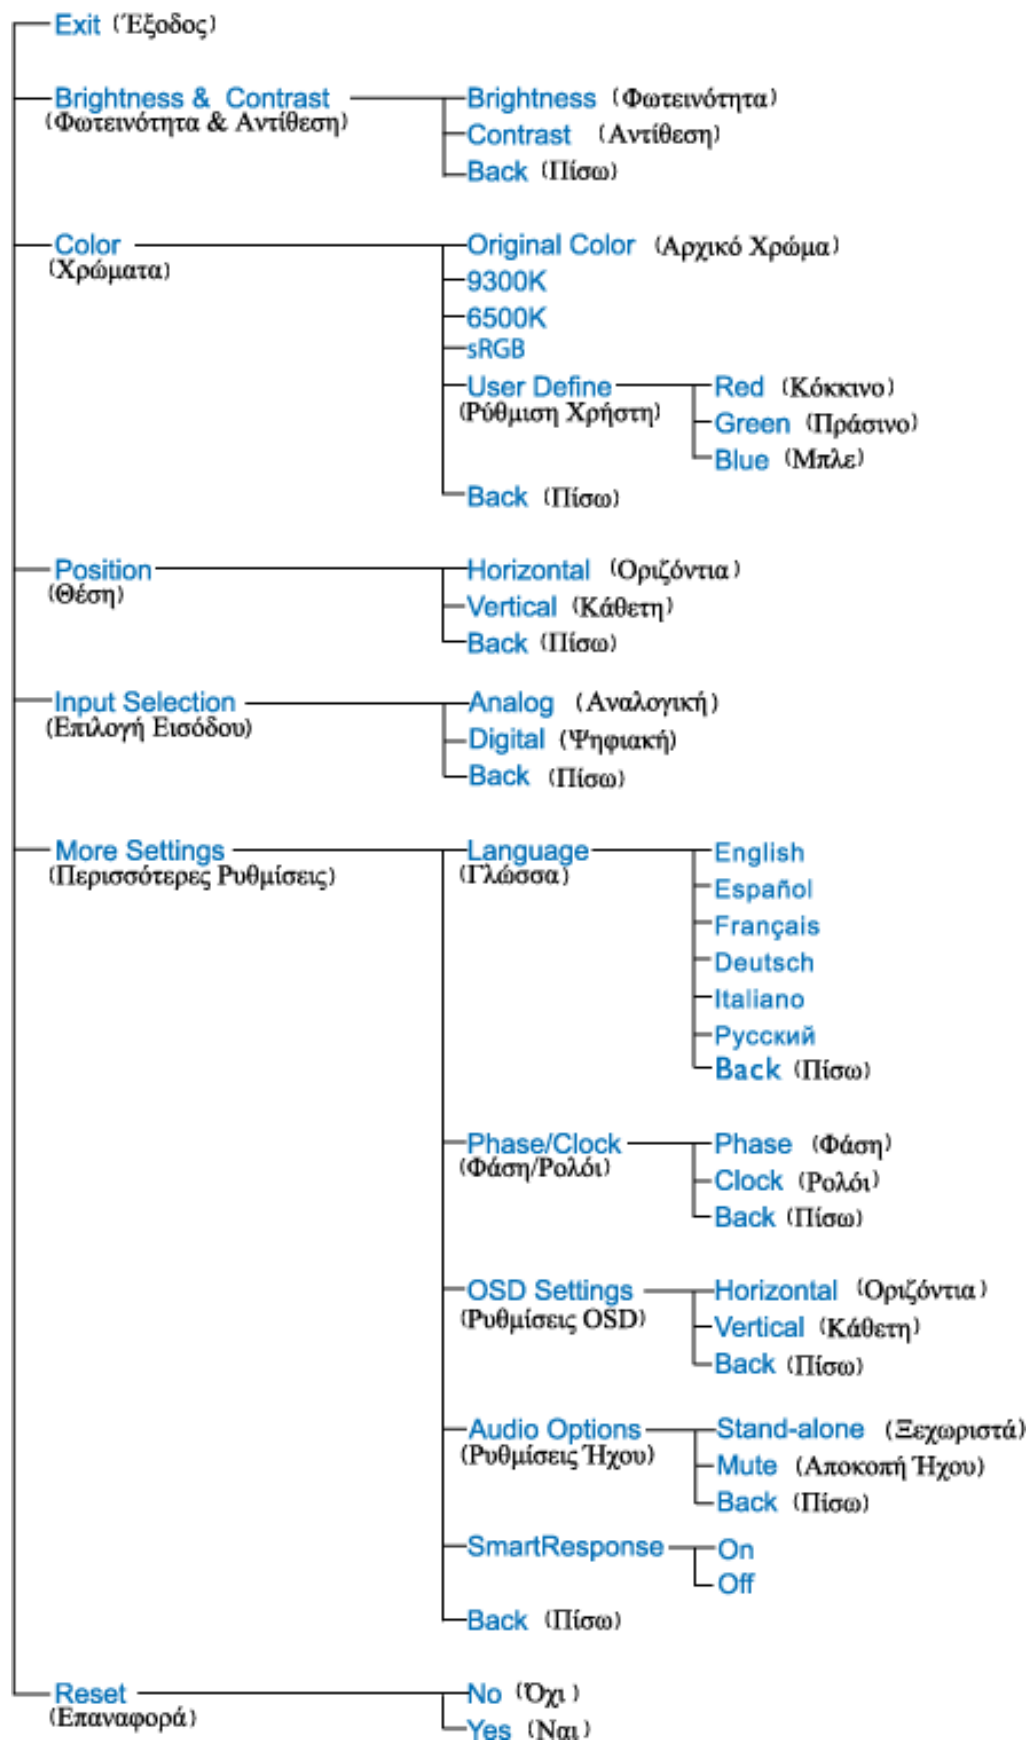 Exit (Έξοδος)
Brightness & Contrast
(Φωτεινότητα & Αντίθεση)
Brightness (Φωτεινότητα)
Contrast (Αντίθεση)
Back (Πίσω)
Color
(Χρώματα)
Original Color (Αρχικό Χρώμα)
9300K
6500K
sRGB
User Define
(Ρύθμιση Χρήστη)
Red (Κόκκινο)
Green (Πράσινο)
Blue (Μπλε)
Back (Πίσω)
Position
(Θέση)
Horizontal (Οριζόντια)
Vertical (Κάθετη)
Back (Πίσω)
Input Selection
(Επιλογή Εισόδου)
Analog (Αναλογική)
Digital (Ψηφιακή)
Back (Πίσω)
More Settings
(Περισσότερες Ρυθμίσεις)
Language
(Γλώσσα)
English
Español
Français
Deutsch
Italiano
Русский
Back (Πίσω)
Phase/Clock
(Φάση/Ρολόι)
Phase (Φάση)
Clock (Ρολόι)
Back (Πίσω)
OSD Settings
(Ρυθμίσεις OSD)
Horizontal (Οριζόντια)
Vertical (Κάθετη)
Back (Πίσω)
Audio Options
(Ρυθμίσεις Ήχου)
Stand-alone (Ξεχωριστά)
Mute (Αποκοπή Ήχου)
Back (Πίσω)
SmartResponse
On
Off
Back (Πίσω)
Reset
(Επαναφορά)
No (Όχι)
Yes (Ναι)